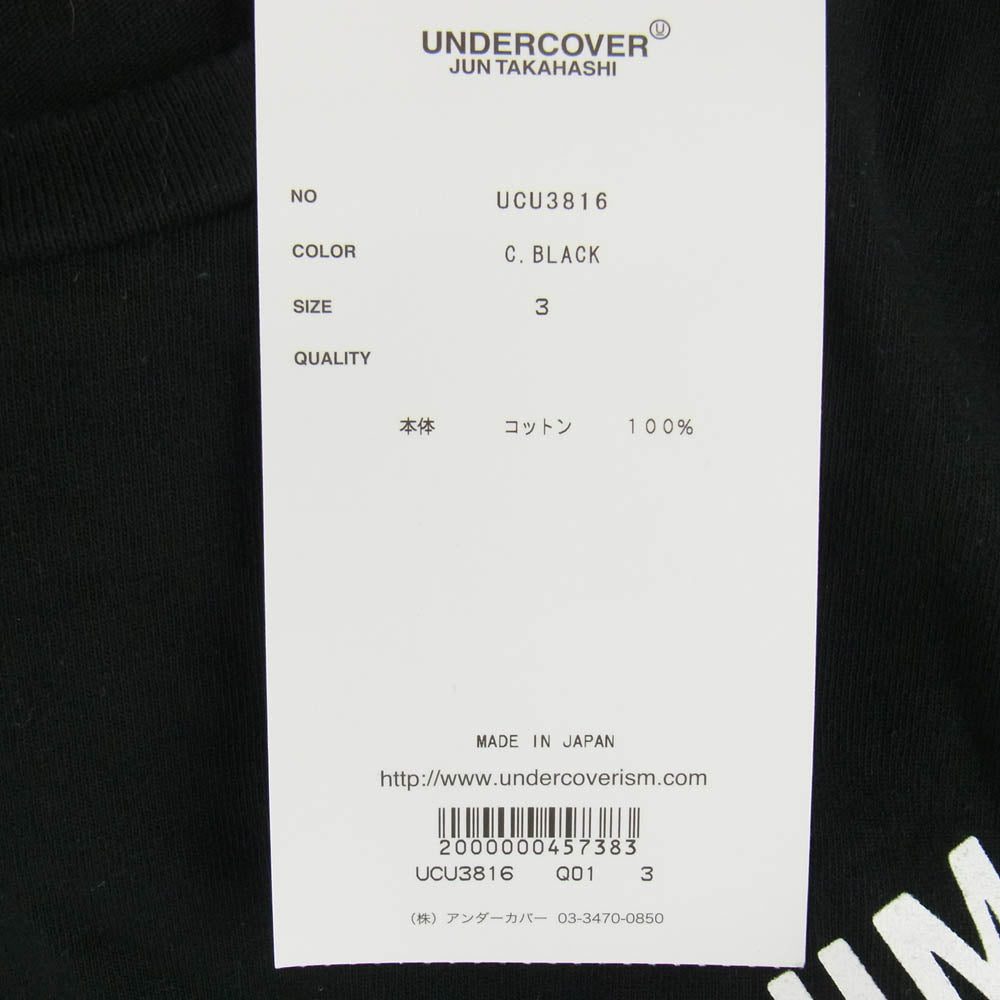 UNDERCOVER Ⓤ
JUN TAKAHASHI
NO UCU3816
COLOR C.BLACK
SIZE 3
QUALITY
本体 コットン 100%
MADE IN JAPAN
http://www.undercoverism.com
2000000457383
UCU3816 Q01 3
(株) アンダーカバー 03-3470-0850